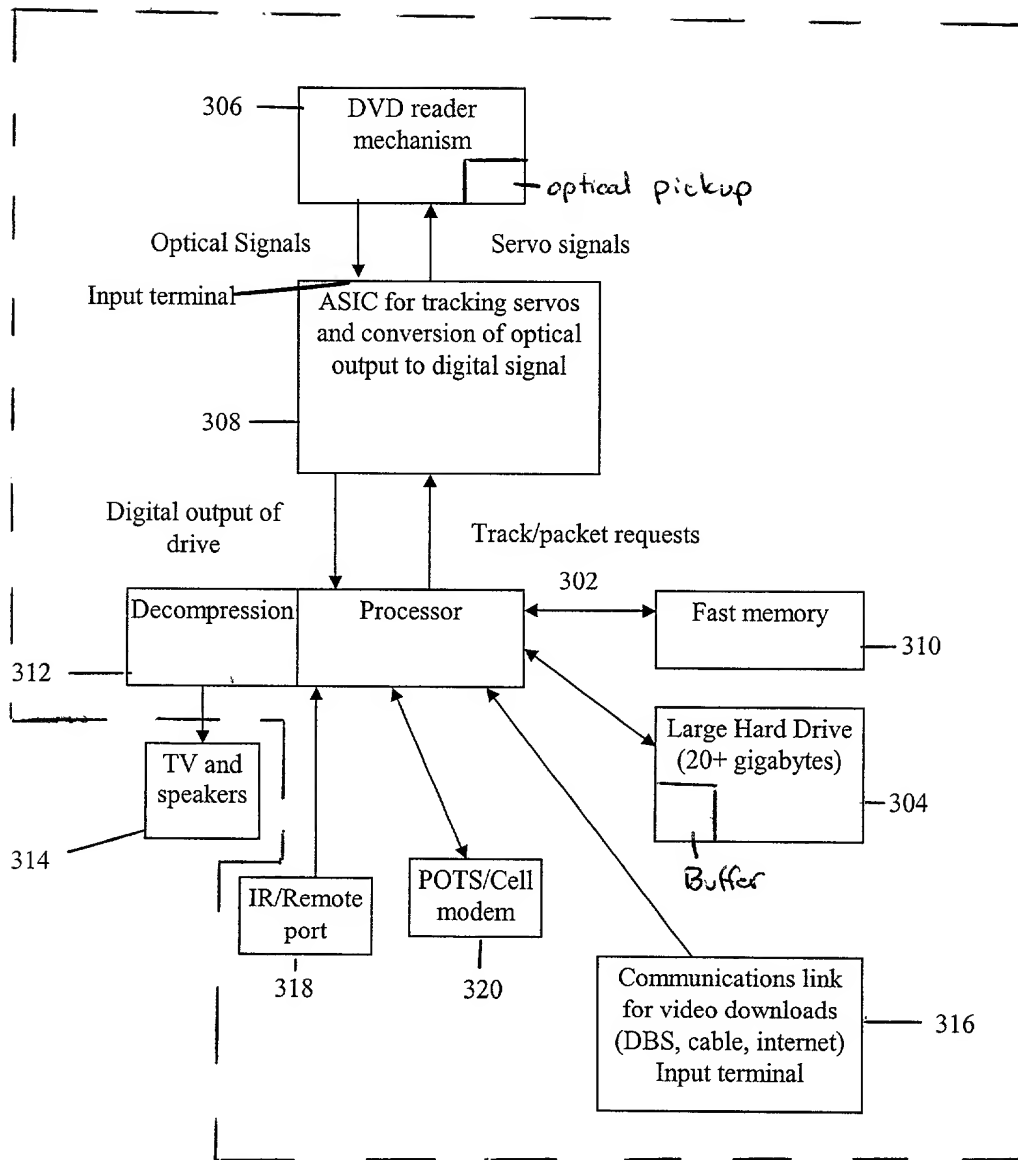 306
DVD reader
mechanism
optical pickup
Optical Signals
Servo signals
Input terminal
ASIC for tracking servos
and conversion of optical
output to digital signal
308
Digital output of
drive
Track/packet requests
302
Decompression
Processor
Fast memory
310
312
Large Hard Drive
(20+ gigabytes)
304
Buffer
TV and
speakers
314
IR/Remote
port
318
POTS/Cell
modem
320
Communications link
for video downloads
(DBS, cable, internet)
Input terminal
316